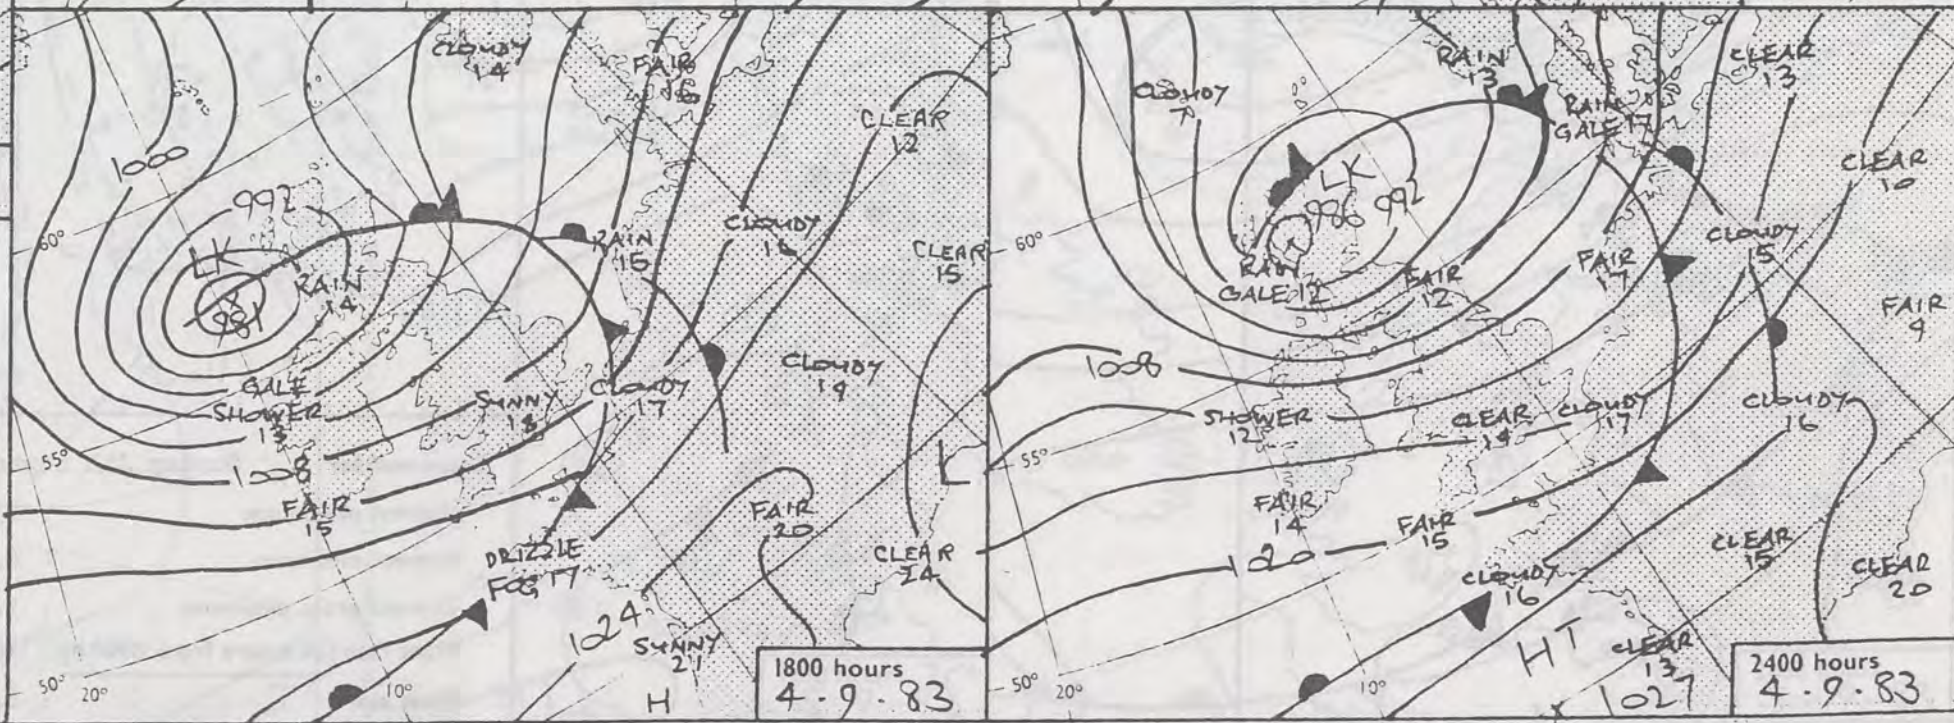 CLOUDY
14
FAIR
16
CLEAR
12
1000
992
60°
LK
981
RAIN
14
RAIN
15
CLOUDY
16
CLEAR
15
GALE
SHOWER
13
SUNNY
18
CLOUDY
17
CLOUDY
19
L
55°
1008
FAIR
15
DRIZZLE
FOG 17
FAIR
20
CLEAR
24
1024
SUNNY
21
H
50°
20°
10°
1800 hours
4.9.83
CLOUDY
7
RAIN
13
RAIN
GALE 17
CLEAR
13
CLEAR
10
LK
986
992
60°
RAIN
GALE 12
FAIR
12
FAIR
17
CLOUDY
15
FAIR
9
1008
SHOWER
12
CLEAR
14
CLOUDY
17
CLOUDY
16
55°
FAIR
14
FAIR
15
1020
CLOUDY
16
CLEAR
15
CLEAR
20
HT
CLEAR
13
1027
50°
20°
10°
2400 hours
4.9.83